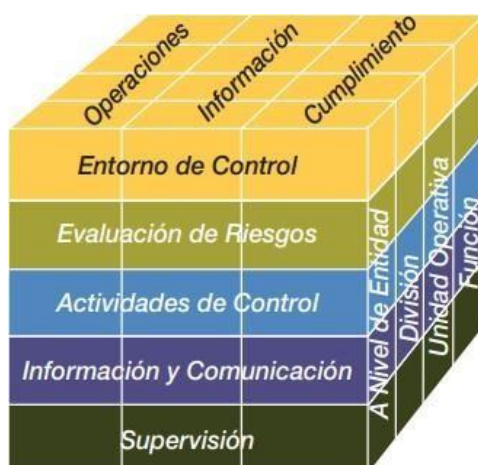 Operaciones
Información
Cumplimiento
Entorno de Control
Evaluación de Riesgos
Actividades de Control
Información y Comunicación
Supervisión
A Nivel de Entidad
División
Unidad Operativa
Función